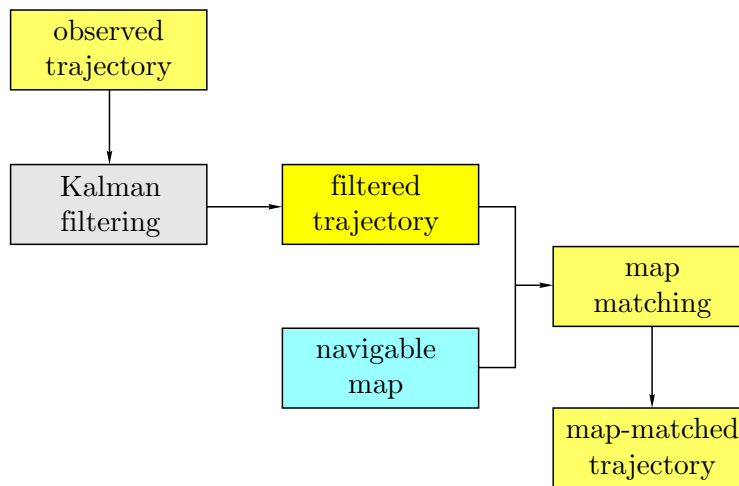 observed
trajectory
Kalman
filtering
filtered
trajectory
map
matching
navigable
map
map-matched
trajectory